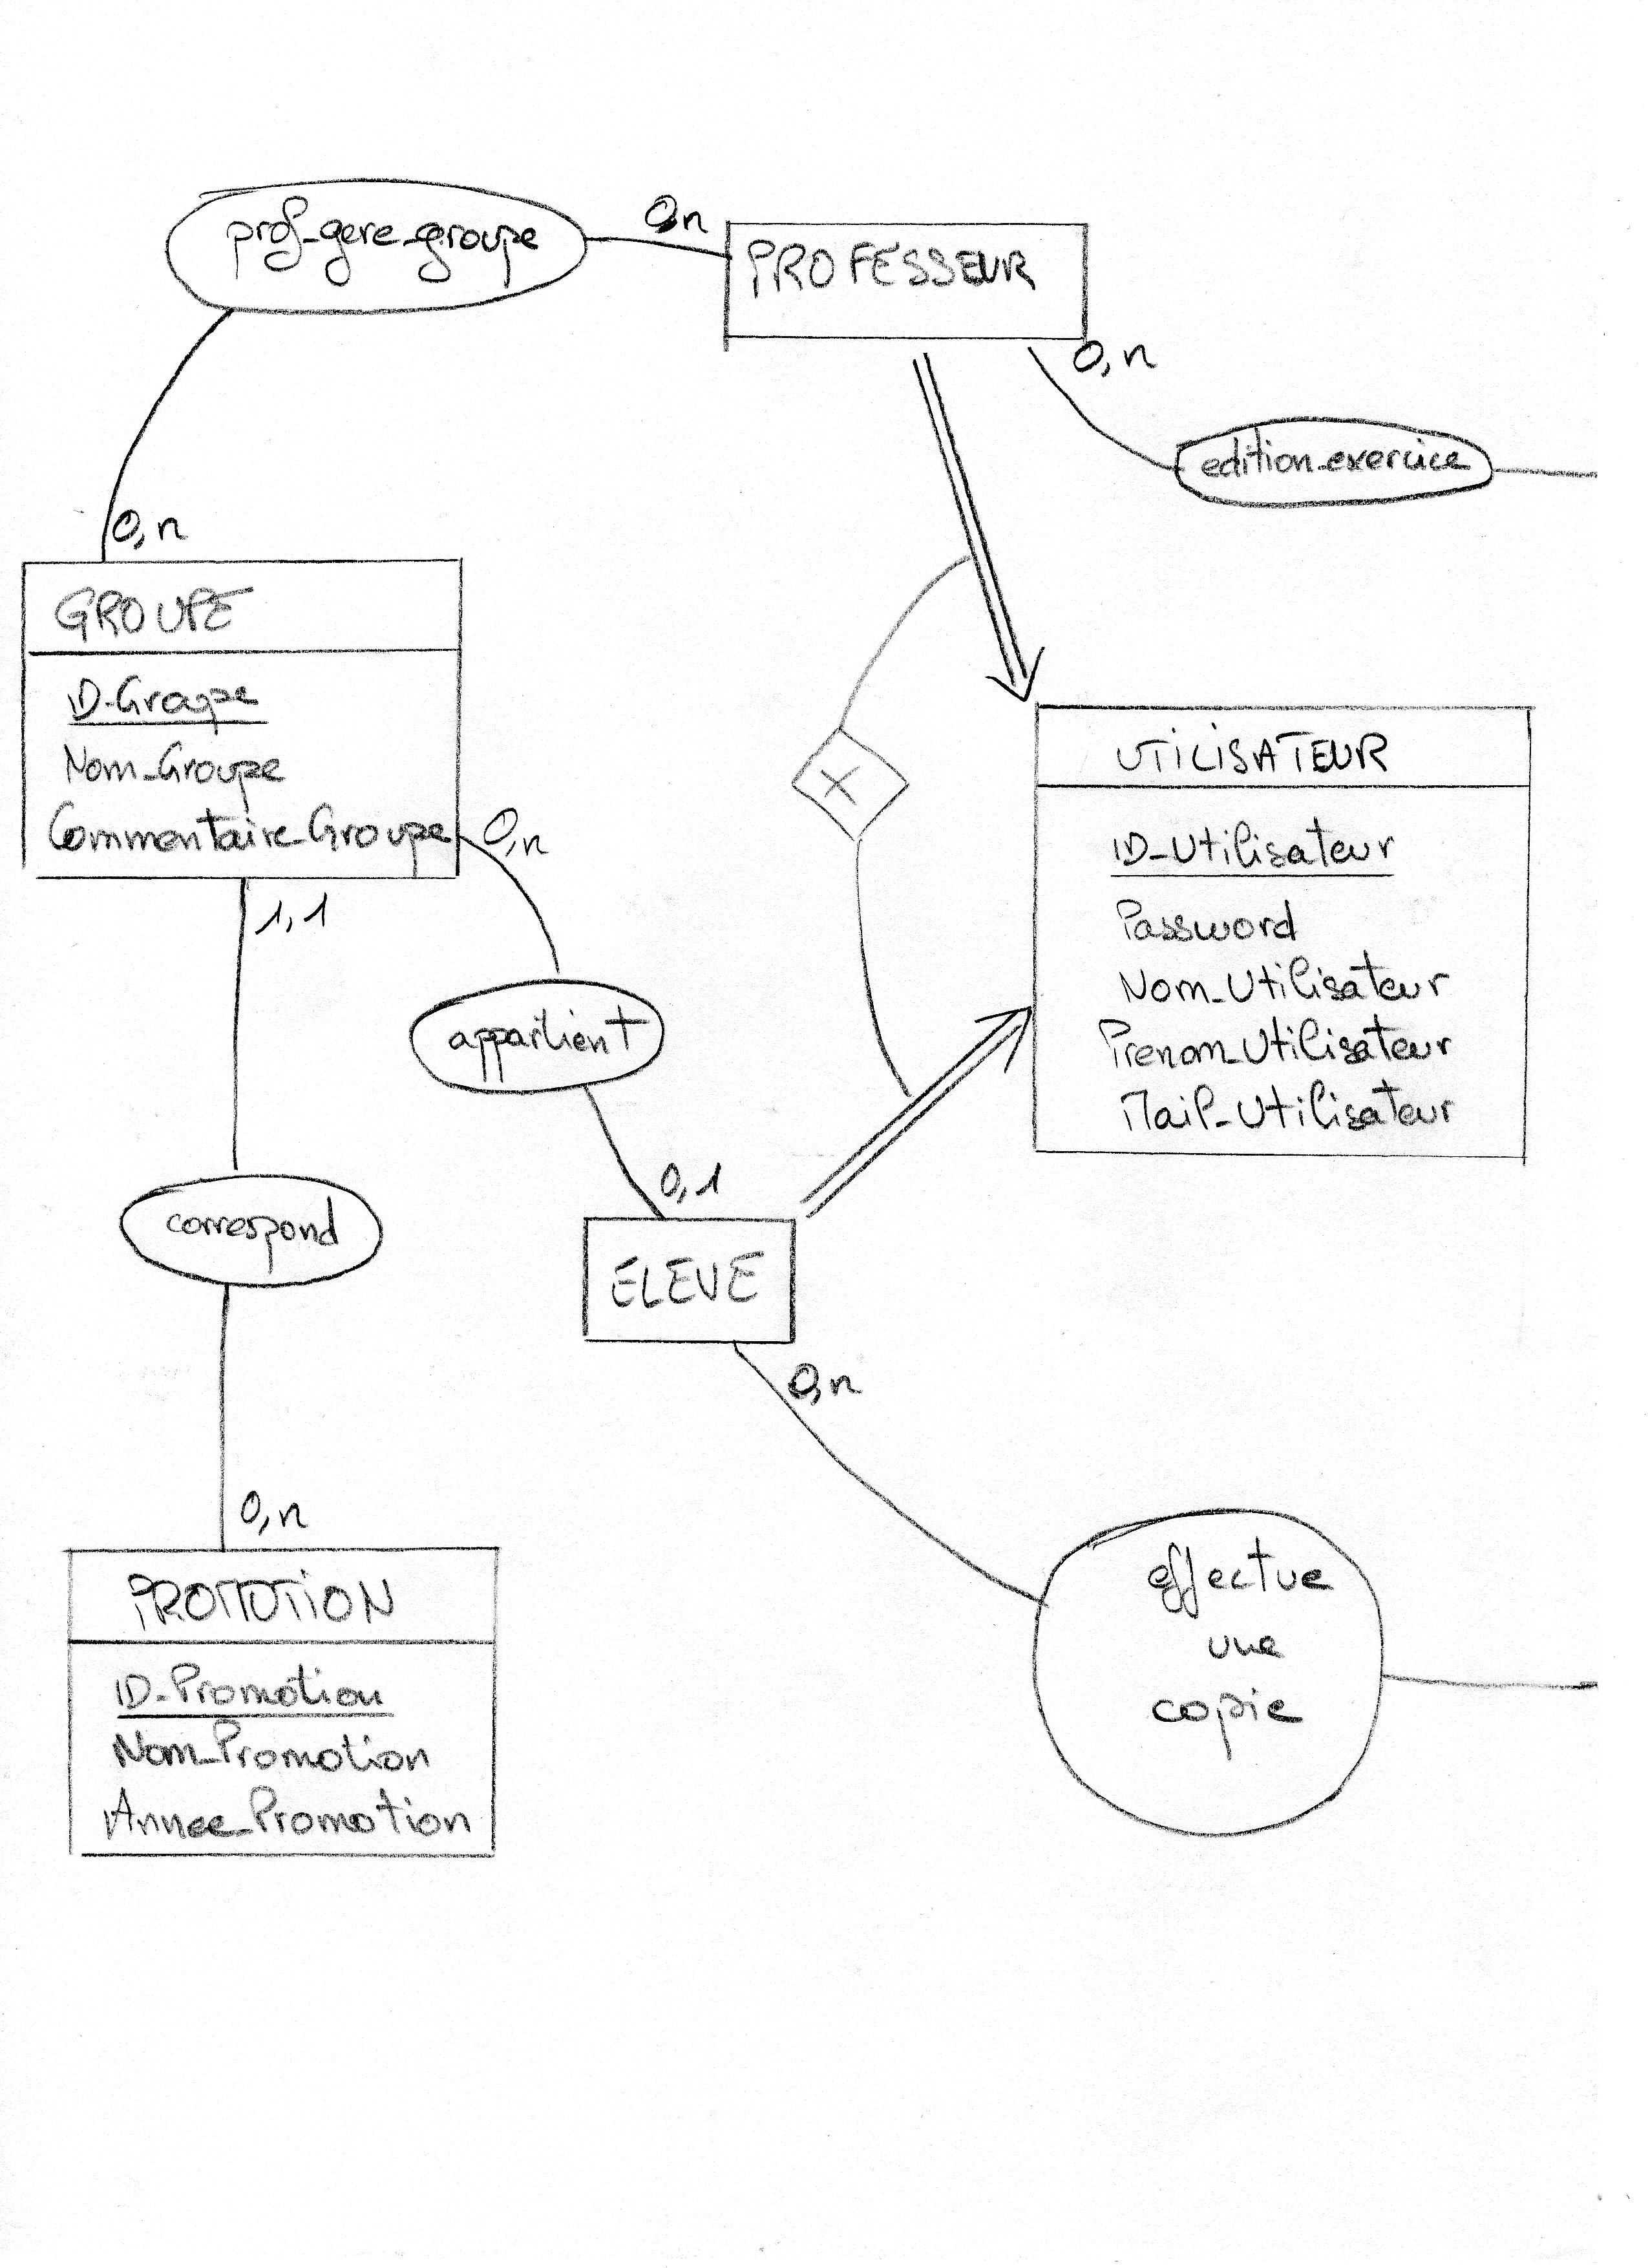 prof_gere_groupe
0,n
PROFESSEUR
0,n
edition_exercice
0,n
GROUPE
ID_Groupe
Nom_Groupe
Commentaire_Groupe
0,n
1,1
X
UTILISATEUR
ID_Utilisateur
Password
Nom_Utilisateur
Prenom_Utilisateur
Mail_Utilisateur
appartient
0,1
correspond
ELEVE
0,n
0,n
PROMOTION
ID_Promotion
Nom_Promotion
Annee_Promotion
effectue
une
copie